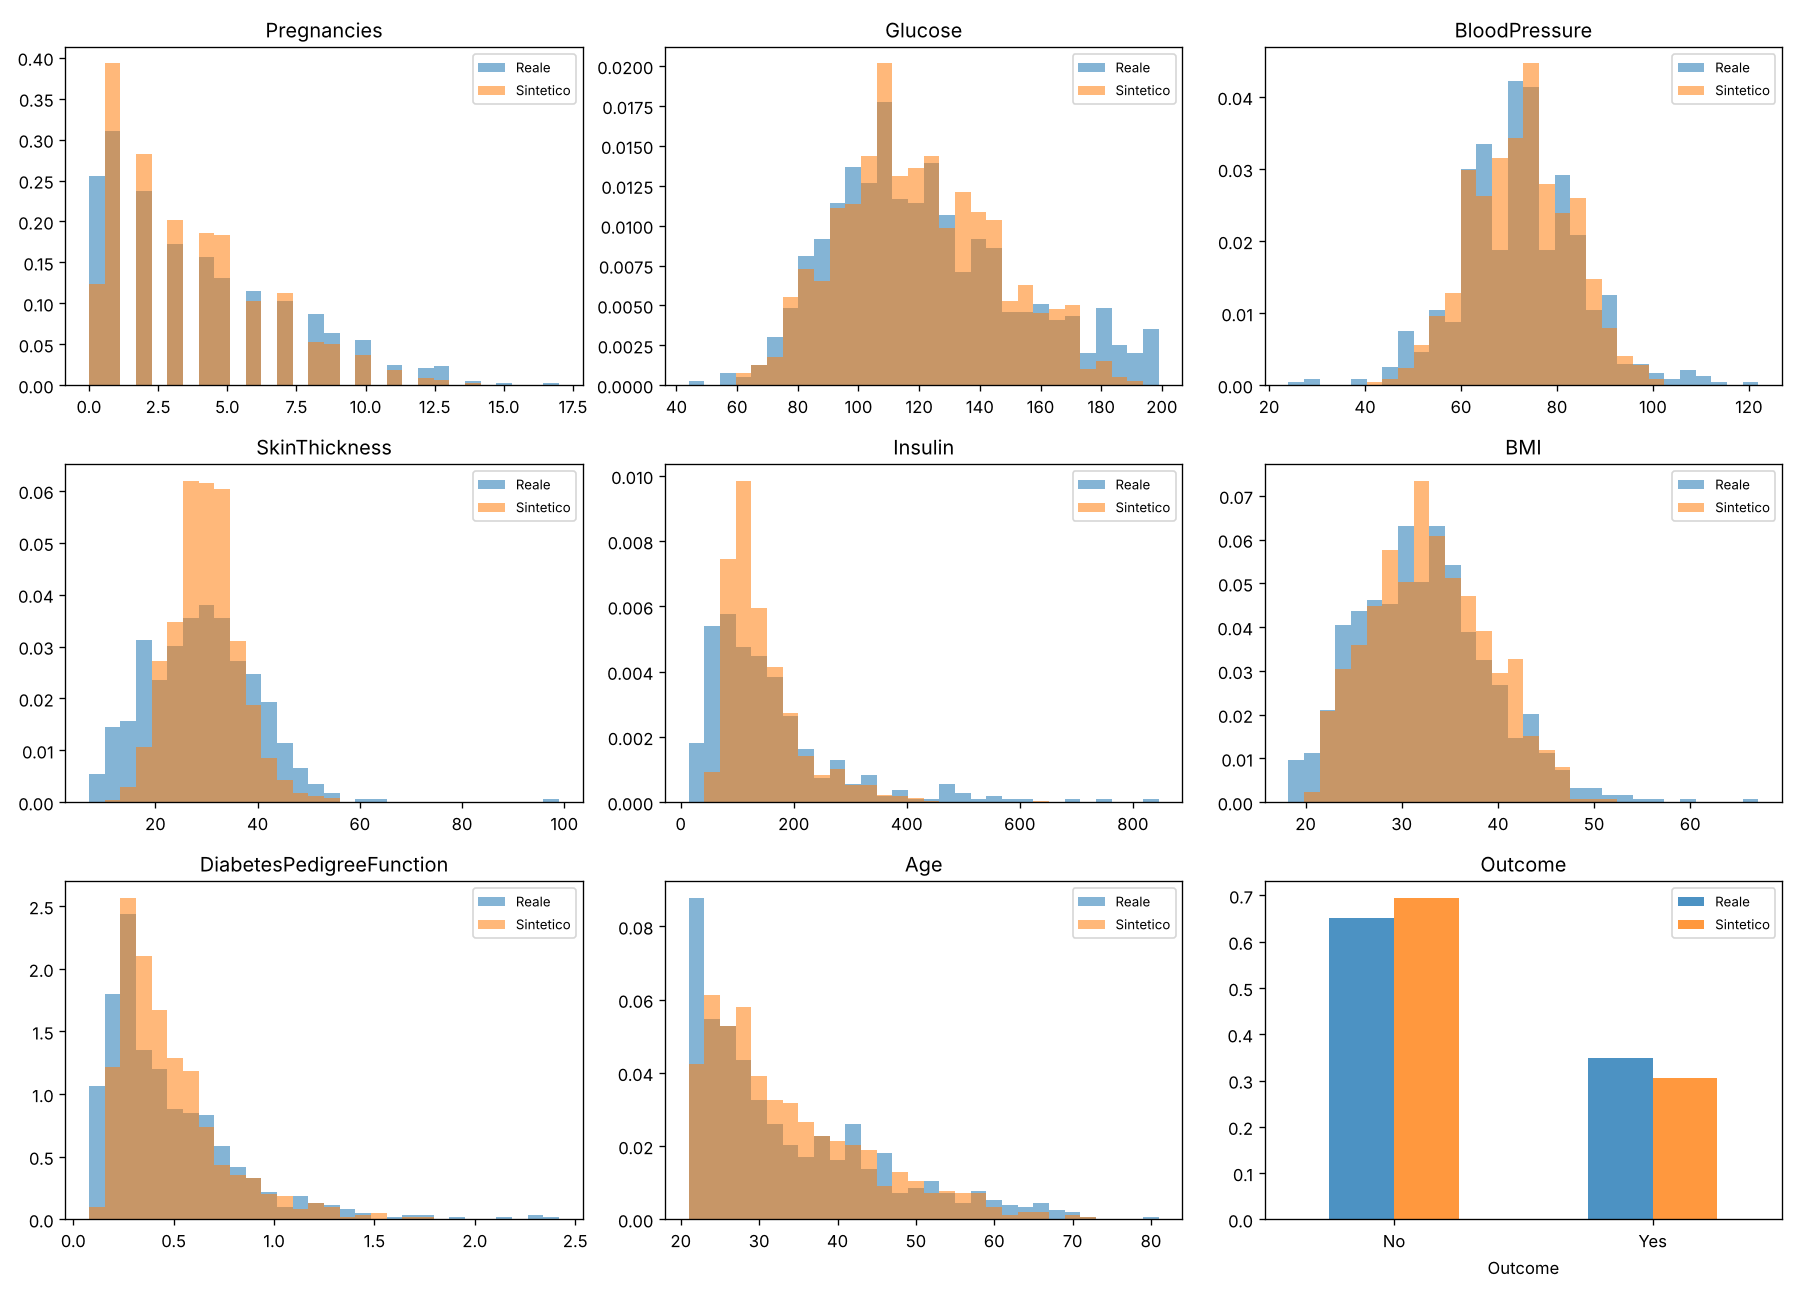 Pregnancies
0.40
0.35
0.30
0.25
0.20
0.15
0.10
0.05
0.00
0.0 2.5 5.0 7.5 10.0 12.5 15.0 17.5
Reale
Sintetico
Glucose
0.0200
0.0175
0.0150
0.0125
0.0100
0.0075
0.0050
0.0025
0.0000
40 60 80 100 120 140 160 180 200
Reale
Sintetico
BloodPressure
0.04
0.03
0.02
0.01
0.00
20 40 60 80 100 120
Reale
Sintetico
SkinThickness
0.06
0.05
0.04
0.03
0.02
0.01
0.00
20 40 60 80 100
Reale
Sintetico
Insulin
0.010
0.008
0.006
0.004
0.002
0.000
0 200 400 600 800
Reale
Sintetico
BMI
0.07
0.06
0.05
0.04
0.03
0.02
0.01
0.00
20 30 40 50 60
Reale
Sintetico
DiabetesPedigreeFunction
2.5
2.0
1.5
1.0
0.5
0.0
0.0 0.5 1.0 1.5 2.0 2.5
Reale
Sintetico
Age
0.08
0.06
0.04
0.02
0.00
20 30 40 50 60 70 80
Reale
Sintetico
Outcome
0.7
0.6
0.5
0.4
0.3
0.2
0.1
0.0
No Yes
Outcome
Reale
Sintetico